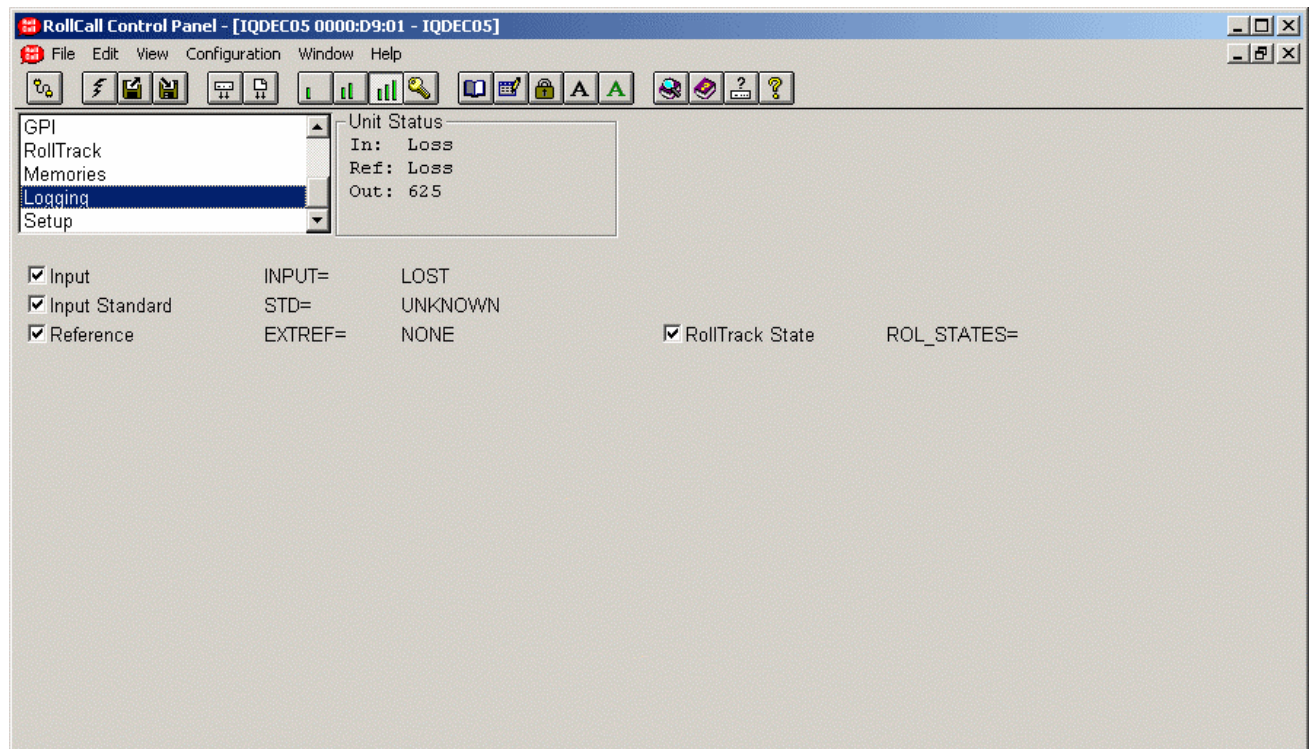 RollCall Control Panel - [IQDEC05 0000:D9:01 - IQDEC05]
File Edit View Configuration Window Help
A A
GPI
RollTrack
Memories
Logging
Setup
Unit Status
In: Loss
Ref: Loss
Out: 625
Input INPUT= LOST
Input Standard STD= UNKNOWN
Reference EXTREF= NONE RollTrack State ROL_STATES=